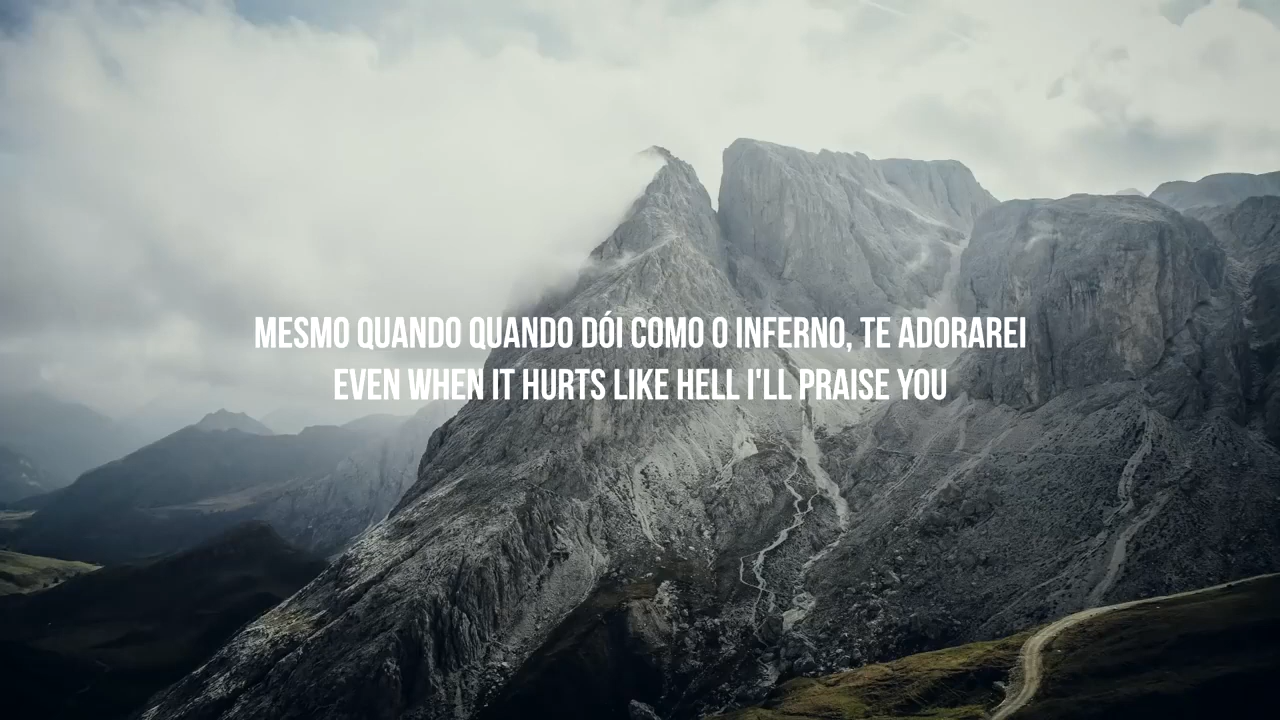 MESMO QUANDO QUANDO DÓI COMO O INFERNO, TE ADORAREI
EVEN WHEN IT HURTS LIKE HELL I'LL PRAISE YOU